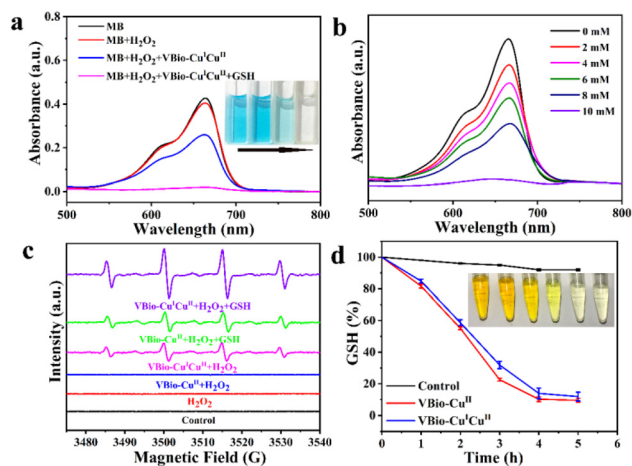 a
MB
MB+H₂O₂
MB+H₂O₂+VBio-CuᴵCuᴵᴵ
MB+H₂O₂+VBio-CuᴵCuᴵᴵ+GSH
Absorbance (a.u.)
0.8
0.6
0.4
0.2
0.0
500 600 700 800
Wavelength (nm)
b
0 mM
2 mM
4 mM
6 mM
8 mM
10 mM
Absorbance (a.u.)
500 600 700 800
Wavelength (nm)
c
VBio-CuᴵCuᴵᴵ+H₂O₂+GSH
VBio-Cuᴵᴵ+H₂O₂+GSH
VBio-CuᴵCuᴵᴵ+H₂O₂
VBio-Cuᴵᴵ+H₂O₂
H₂O₂
Control
Intensity (a.u.)
3480 3490 3500 3510 3520 3530 3540
Magnetic Field (G)
d
GSH (%)
100
80
60
40
20
0
Control
VBio-Cuᴵᴵ
VBio-CuᴵCuᴵᴵ
0 1 2 3 4 5 6
Time (h)